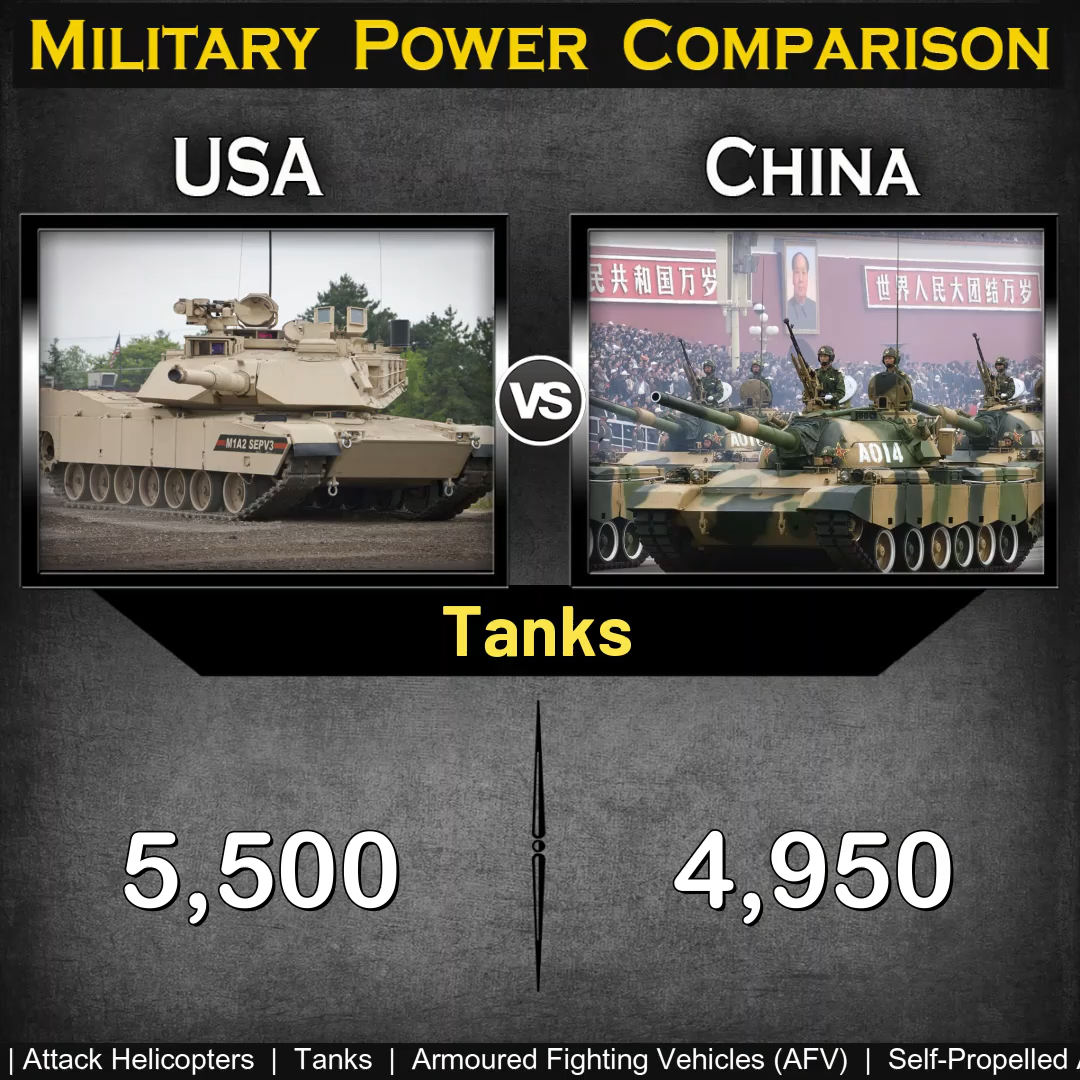 Military Power Comparison
USA
China
民共和国万岁
世界人民大团结万岁
M1A2 SEPV3
VS
A014
Tanks
5,500
4,950
| Attack Helicopters | Tanks | Armoured Fighting Vehicles (AFV) | Self-Propelled